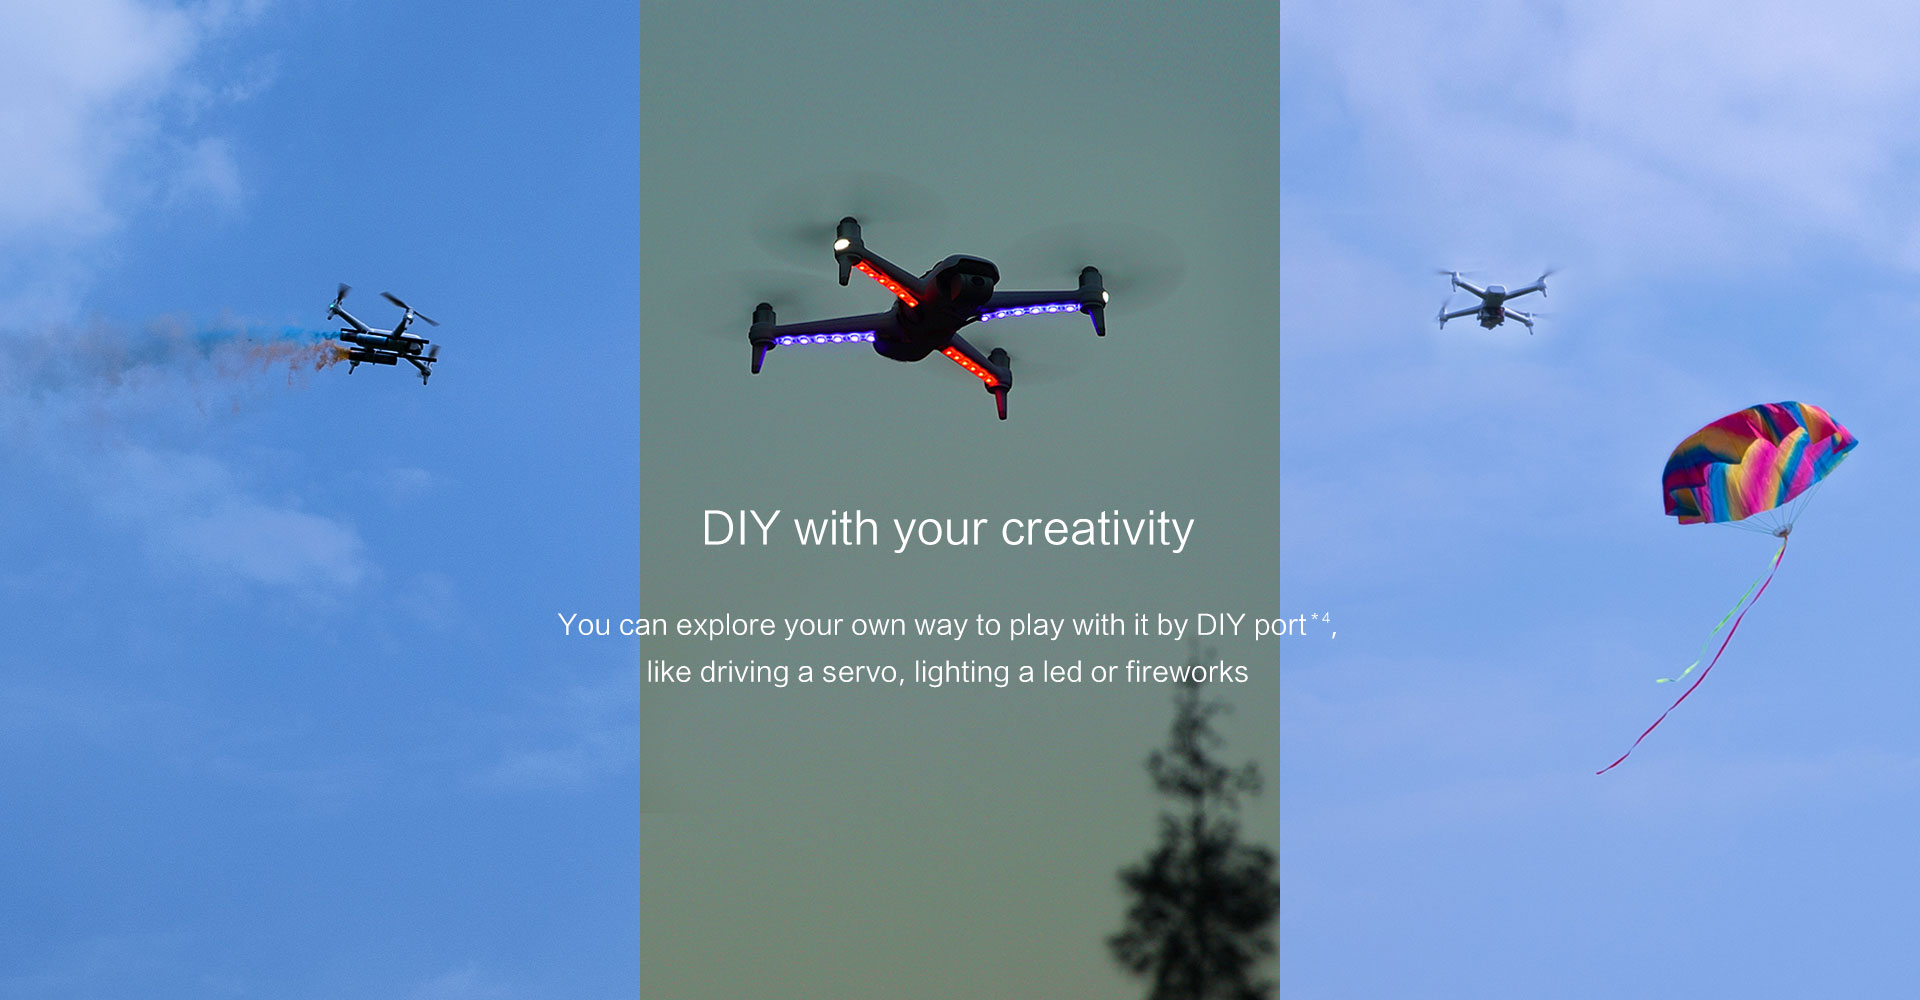 DIY with your creativity
You can explore your own way to play with it by DIY port*4,
like driving a servo, lighting a led or fireworks